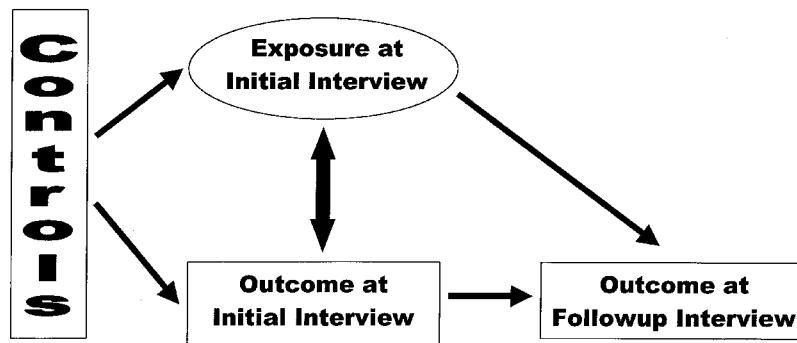 Controls
Exposure at
Initial Interview
Outcome at
Initial Interview
Outcome at
Followup Interview